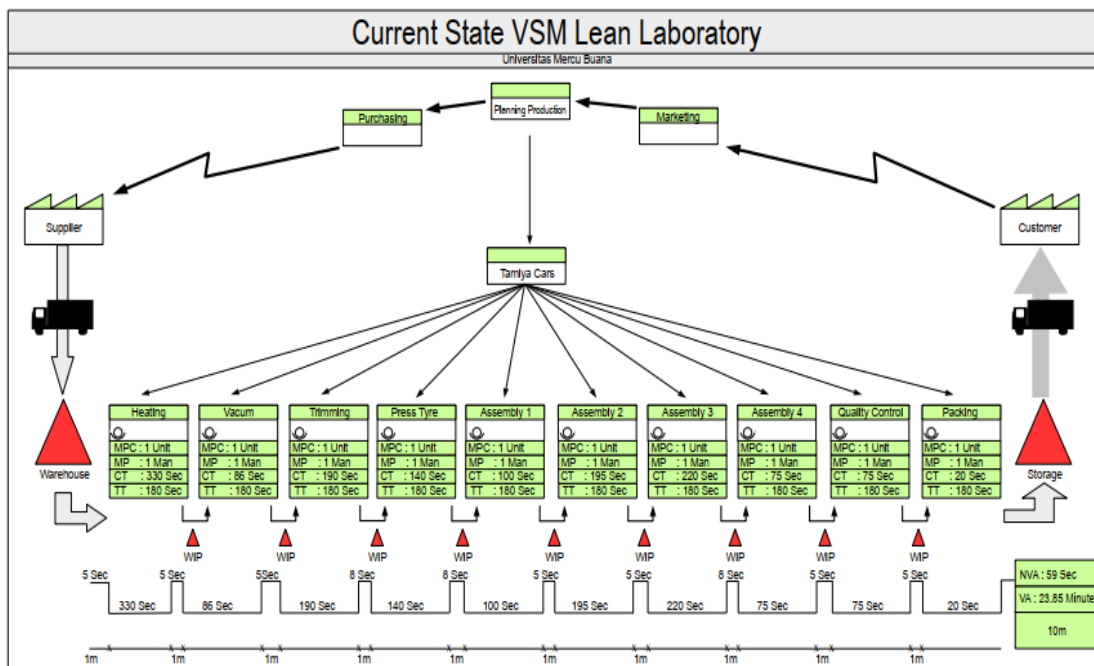 Current State VSM Lean Laboratory
Universitas Mercu Buana
Planning Production
Purchasing
Marketing
Supplier
Customer
Tamiya Cars
Heating
MPC : 1 Unit
MP : 1 Man
CT : 330 Sec
TT : 180 Sec
Vacum
MPC : 1 Unit
MP : 1 Man
CT : 86 Sec
TT : 180 Sec
Trimming
MPC : 1 Unit
MP : 1 Man
CT : 190 Sec
TT : 180 Sec
Press Tyre
MPC : 1 Unit
MP : 1 Man
CT : 140 Sec
TT : 180 Sec
Assembly 1
MPC : 1 Unit
MP : 1 Man
CT : 100 Sec
TT : 180 Sec
Assembly 2
MPC : 1 Unit
MP : 1 Man
CT : 195 Sec
TT : 180 Sec
Assembly 3
MPC : 1 Unit
MP : 1 Man
CT : 220 Sec
TT : 180 Sec
Assembly 4
MPC : 1 Unit
MP : 1 Man
CT : 75 Sec
TT : 180 Sec
Quality Control
MPC : 1 Unit
MP : 1 Man
CT : 75 Sec
TT : 180 Sec
Packing
MPC : 1 Unit
MP : 1 Man
CT : 20 Sec
TT : 180 Sec
Warehouse
Storage
WIP WIP WIP WIP WIP WIP WIP WIP WIP
5 Sec 5 Sec 5Sec 8 Sec 8 Sec 5 Sec 5 Sec 8 Sec 5 Sec 5 Sec
330 Sec 86 Sec 190 Sec 140 Sec 100 Sec 195 Sec 220 Sec 75 Sec 75 Sec 20 Sec
NVA : 59 Sec
VA : 23.85 Minute
10m
1m 1m 1m 1m 1m 1m 1m 1m 1m 1m